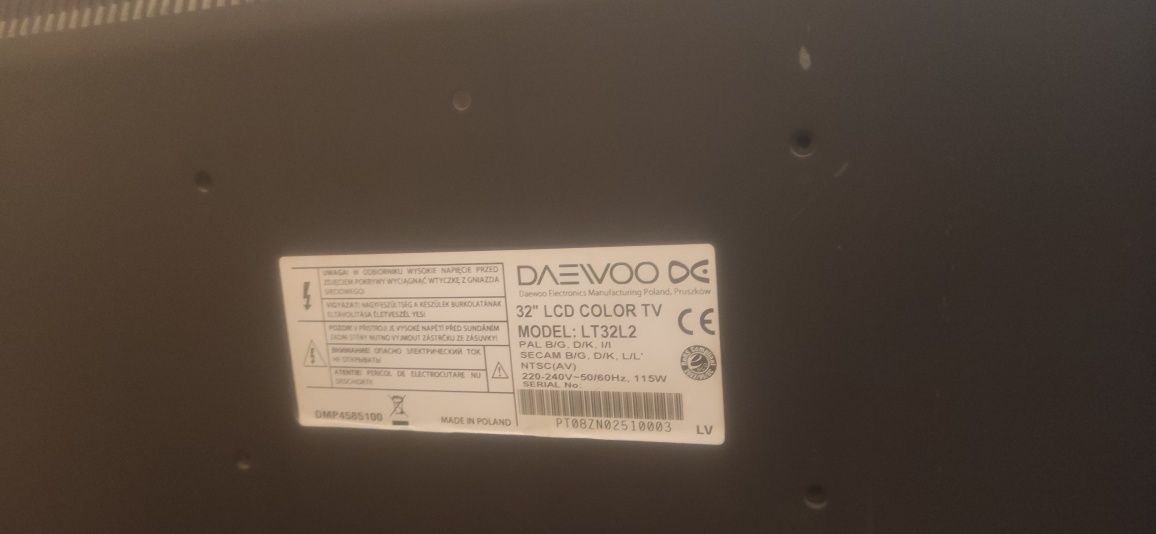 UWAGA! W ODBIORNIKU WYSOKIE NAPIĘCIE PRZED
ZDJĘCIEM POKRYWY WYCIĄGNĄĆ WTYCZKĘ Z GNIAZDA
SIECIOWEGO!
VIGYÁZAT! NAGYFESZÜLTSÉG A KÉSZÜLEK BURKOLATÁNAK
ELTÁVOLÍTÁSA ÉLETVESZÉLYES!
POZOR! V PŘÍSTROJI JE VYSOKÉ NAPĚTÍ PŘED SUNDÁNÍM
ZADNÍ STĚNY NUTNO VYJMOUT ZÁSTRČKU ZE ZÁSUVKY!
ВНИМАНИЕ! ОПАСНО ЭЛЕКТРИЧЕСКИЙ ТОК
НЕ ОТКРЫВАТЬ!
ATENTIE! PERICOL DE ELECTROCUTARE NU
DMP4585100
MADE IN POLAND
DAEWOO
Daewoo Electronics Manufacturing Poland, Pruszków
32" LCD COLOR TV
MODEL: LT32L2
CE
PAL B/G, D/K, I/I
SECAM B/G, D/K, L/L'
NTSC(AV)
220-240V~50/60Hz, 115W
SERIAL No:
PT08ZN02510003
LV